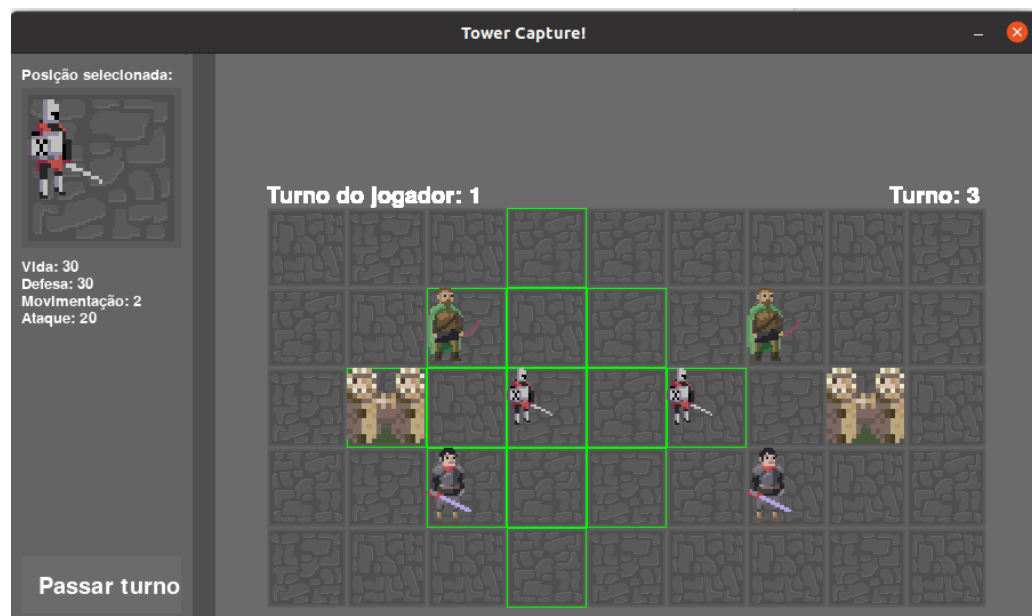 Tower Capture!
Posição selecionada:
Turno do jogador: 1
Turno: 3
Vida: 30
Defesa: 30
Movimentação: 2
Ataque: 20
Passar turno